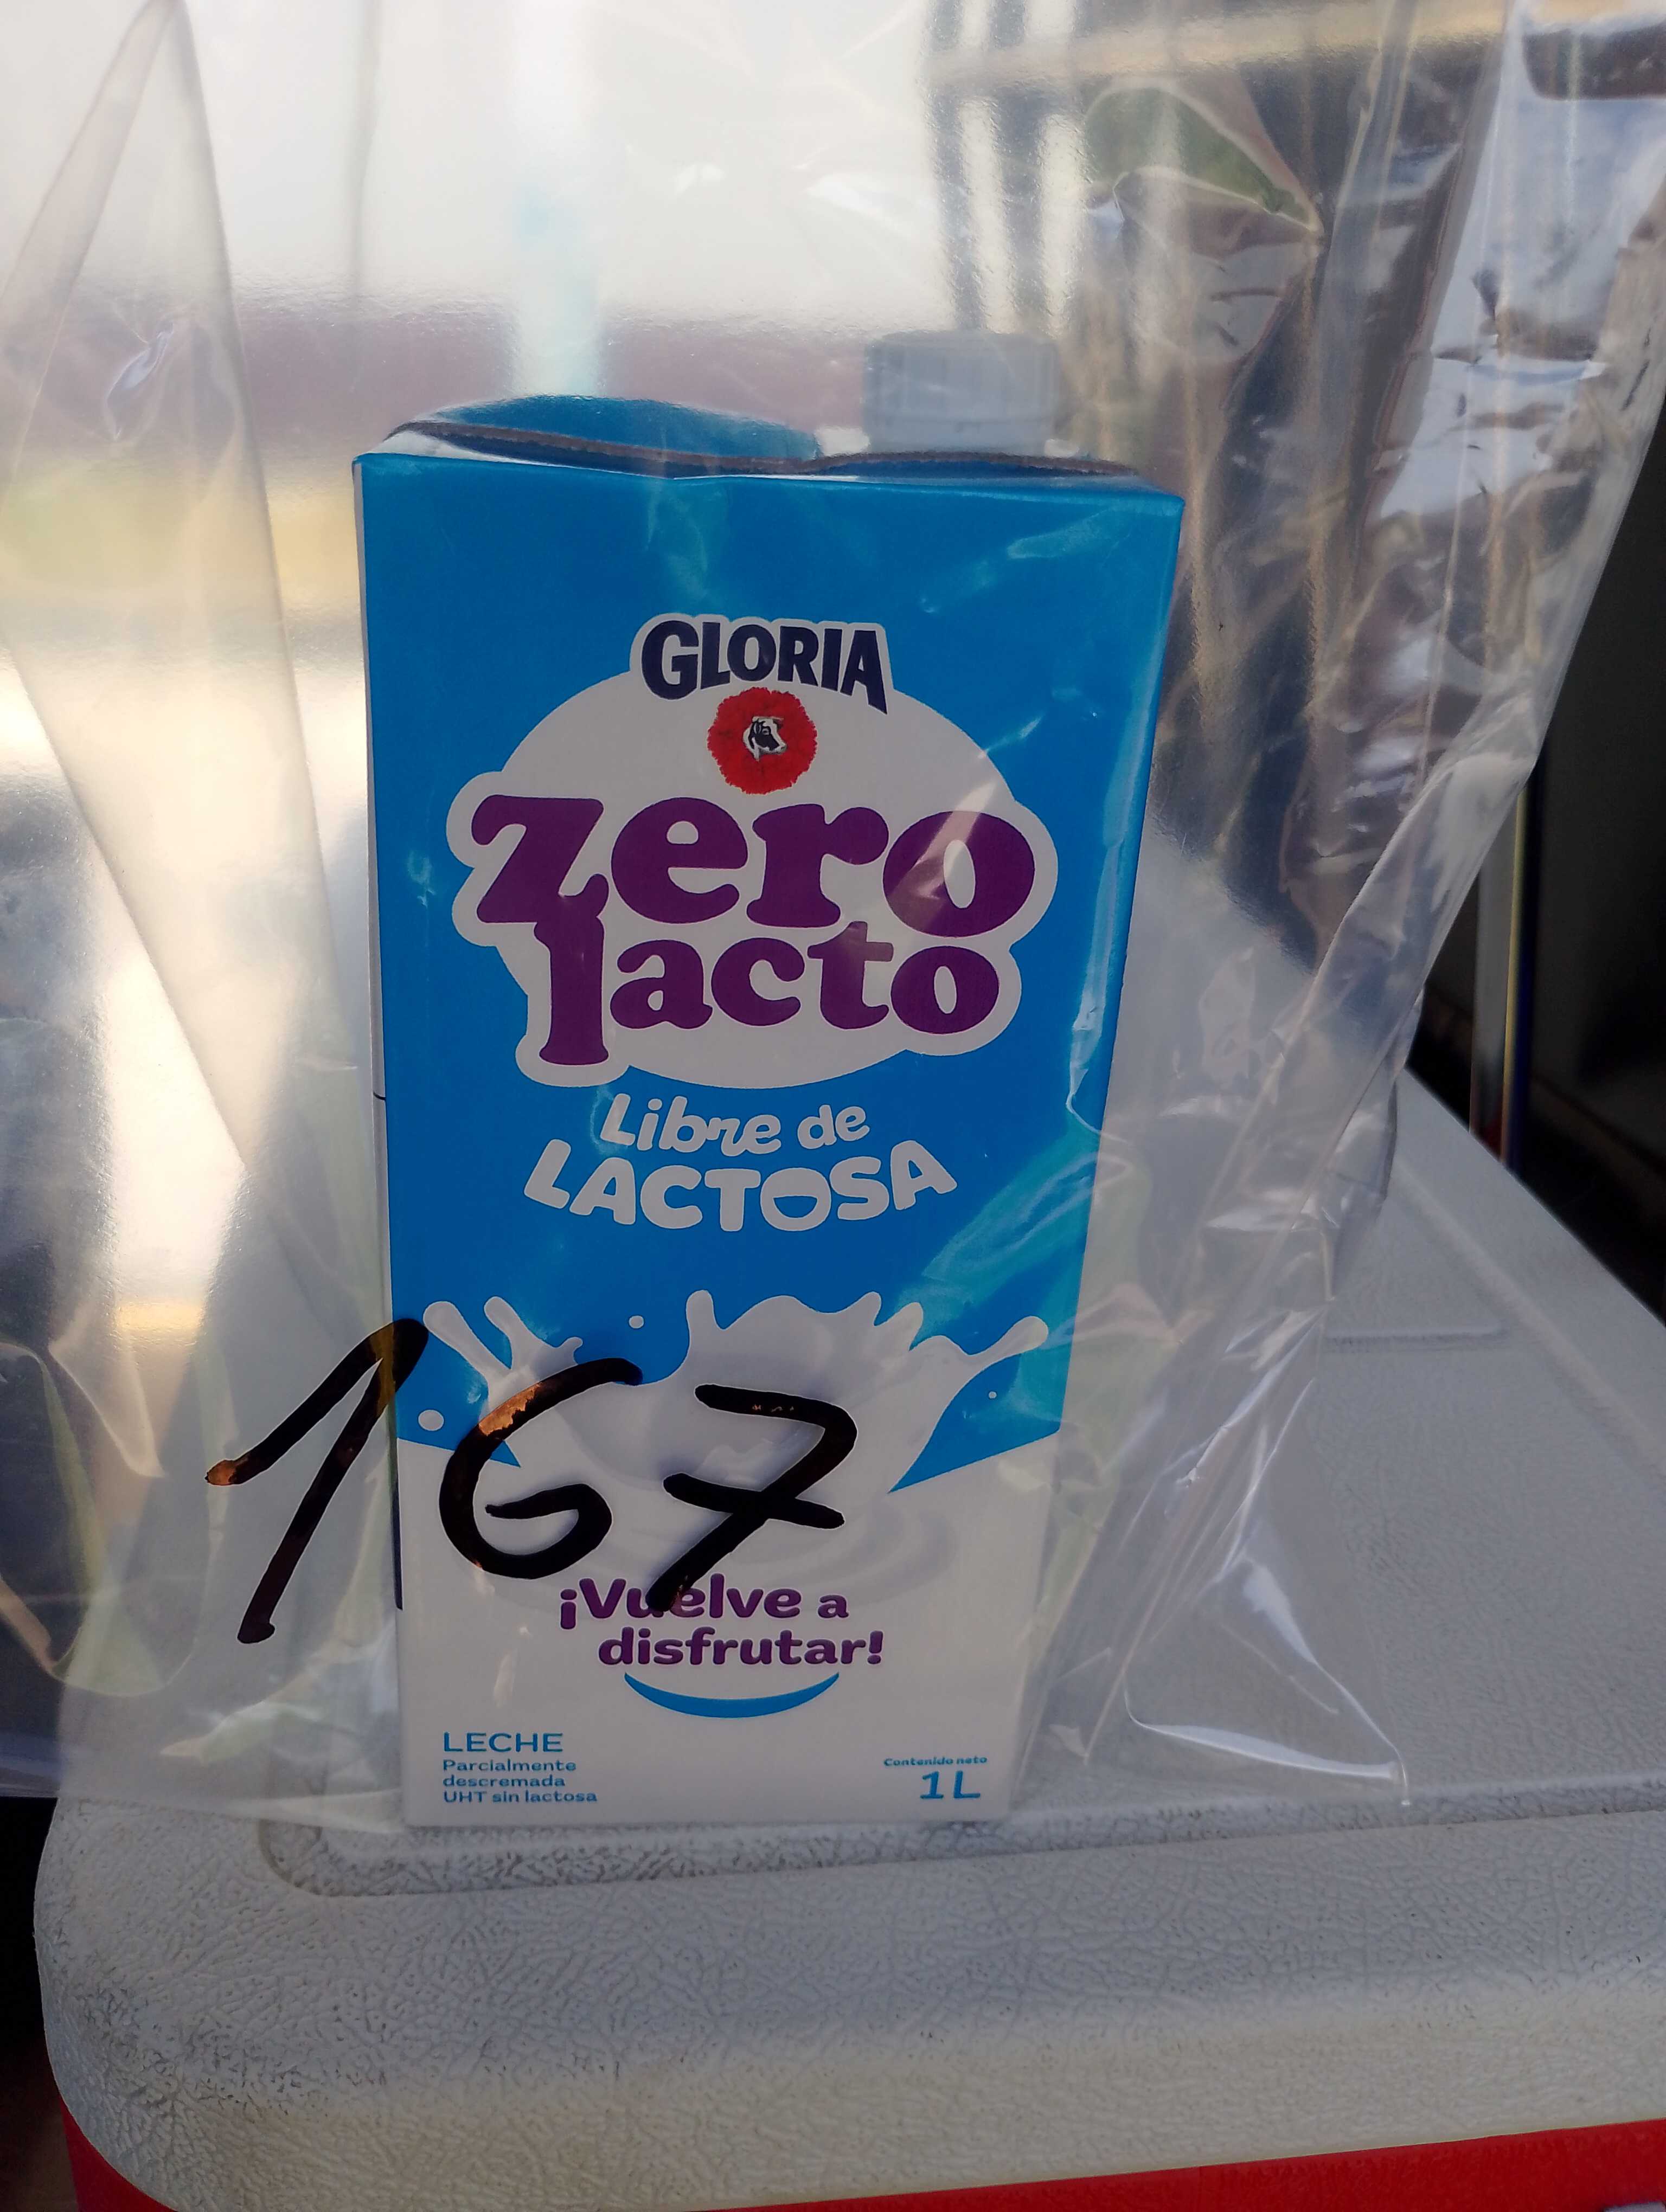 GLORIA
zero
lacto
Libre de
LACTOSA
167
¡Vuelve a
disfrutar!
LECHE
Parcialmente
descremada
UHT sin lactosa
Contenido neto
1L